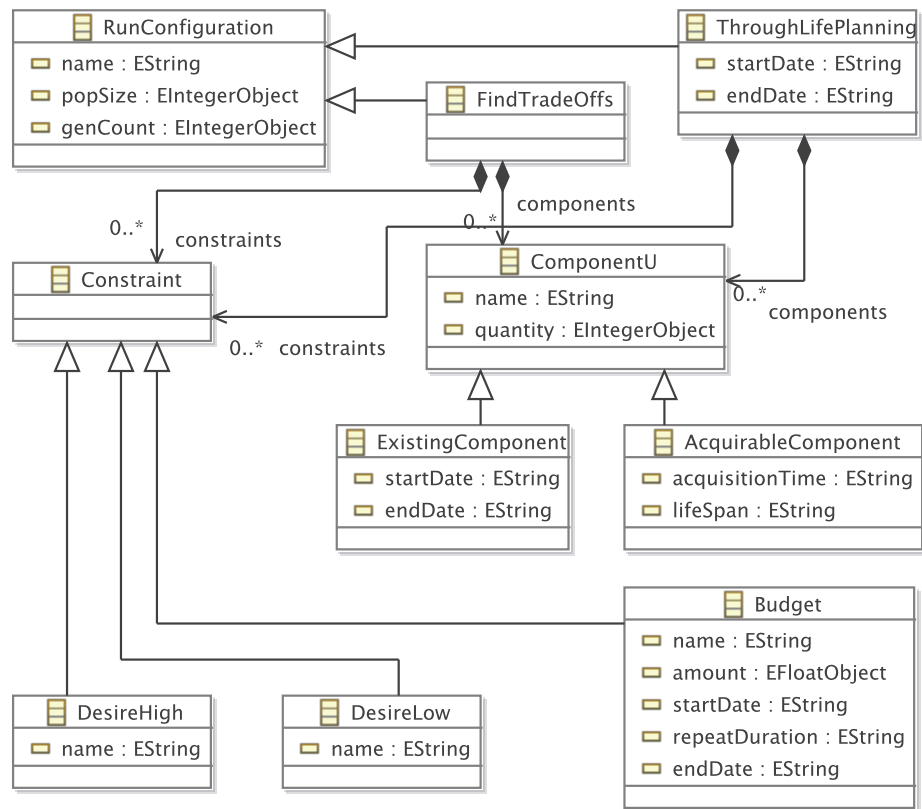 RunConfiguration
name : EString
popSize : EIntegerObject
genCount : EIntegerObject
ThroughLifePlanning
startDate : EString
endDate : EString
FindTradeOffs
0..*
constraints
0..*
components
Constraint
ComponentU
name : EString
quantity : EIntegerObject
0..*
components
0..* constraints
ExistingComponent
startDate : EString
endDate : EString
AcquirableComponent
acquisitionTime : EString
lifeSpan : EString
Budget
name : EString
amount : EFloatObject
startDate : EString
repeatDuration : EString
endDate : EString
DesireHigh
name : EString
DesireLow
name : EString